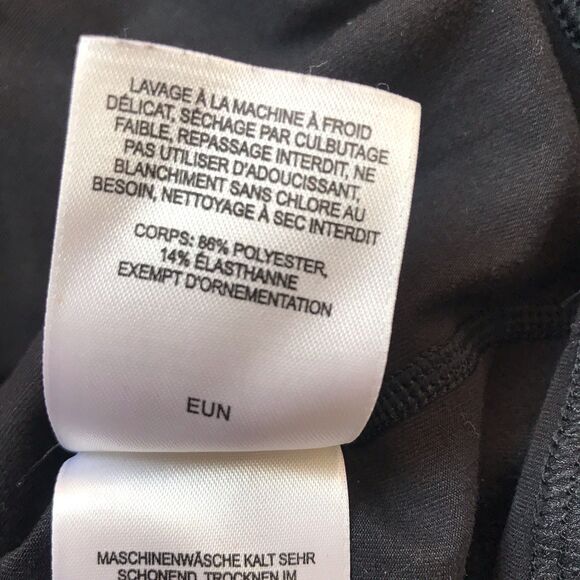 LAVAGE À LA MACHINE À FROID
DÉLICAT, SÉCHAGE PAR CULBUTAGE
FAIBLE, REPASSAGE INTERDIT, NE
PAS UTILISER D'ADOUCISSANT,
BLANCHIMENT SANS CHLORE AU
BESOIN, NETTOYAGE À SEC INTERDIT
CORPS: 86% POLYESTER,
14% ÉLASTHANNE
EXEMPT D'ORNEMENTATION
EUN
MASCHINENWÄSCHE KALT SEHR
SCHONEND, TROCKNEN IM